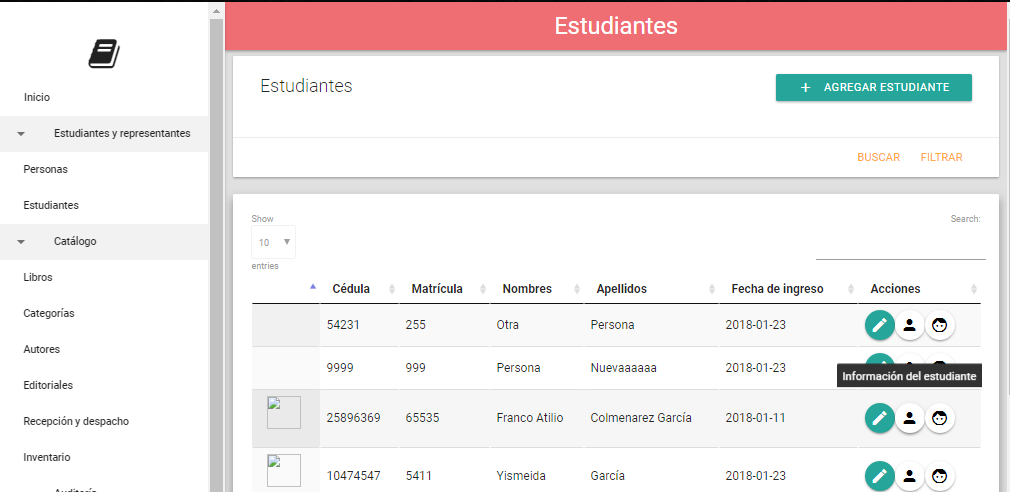 Estudiantes
Inicio
Estudiantes y representantes
Personas
Estudiantes
Catálogo
Libros
Categorías
Autores
Editoriales
Recepción y despacho
Inventario
Auditoría
Estudiantes
+ AGREGAR ESTUDIANTE
BUSCAR FILTRAR
Show
10
entries
Search:
Cédula Matrícula Nombres Apellidos Fecha de ingreso Acciones
54231 255 Otra Persona 2018-01-23
9999 999 Persona Nuevaaaaaa 2018-01-23
Información del estudiante
25896369 65535 Franco Atilio Colmenarez García 2018-01-11
10474547 5411 Yismeida García 2018-01-23